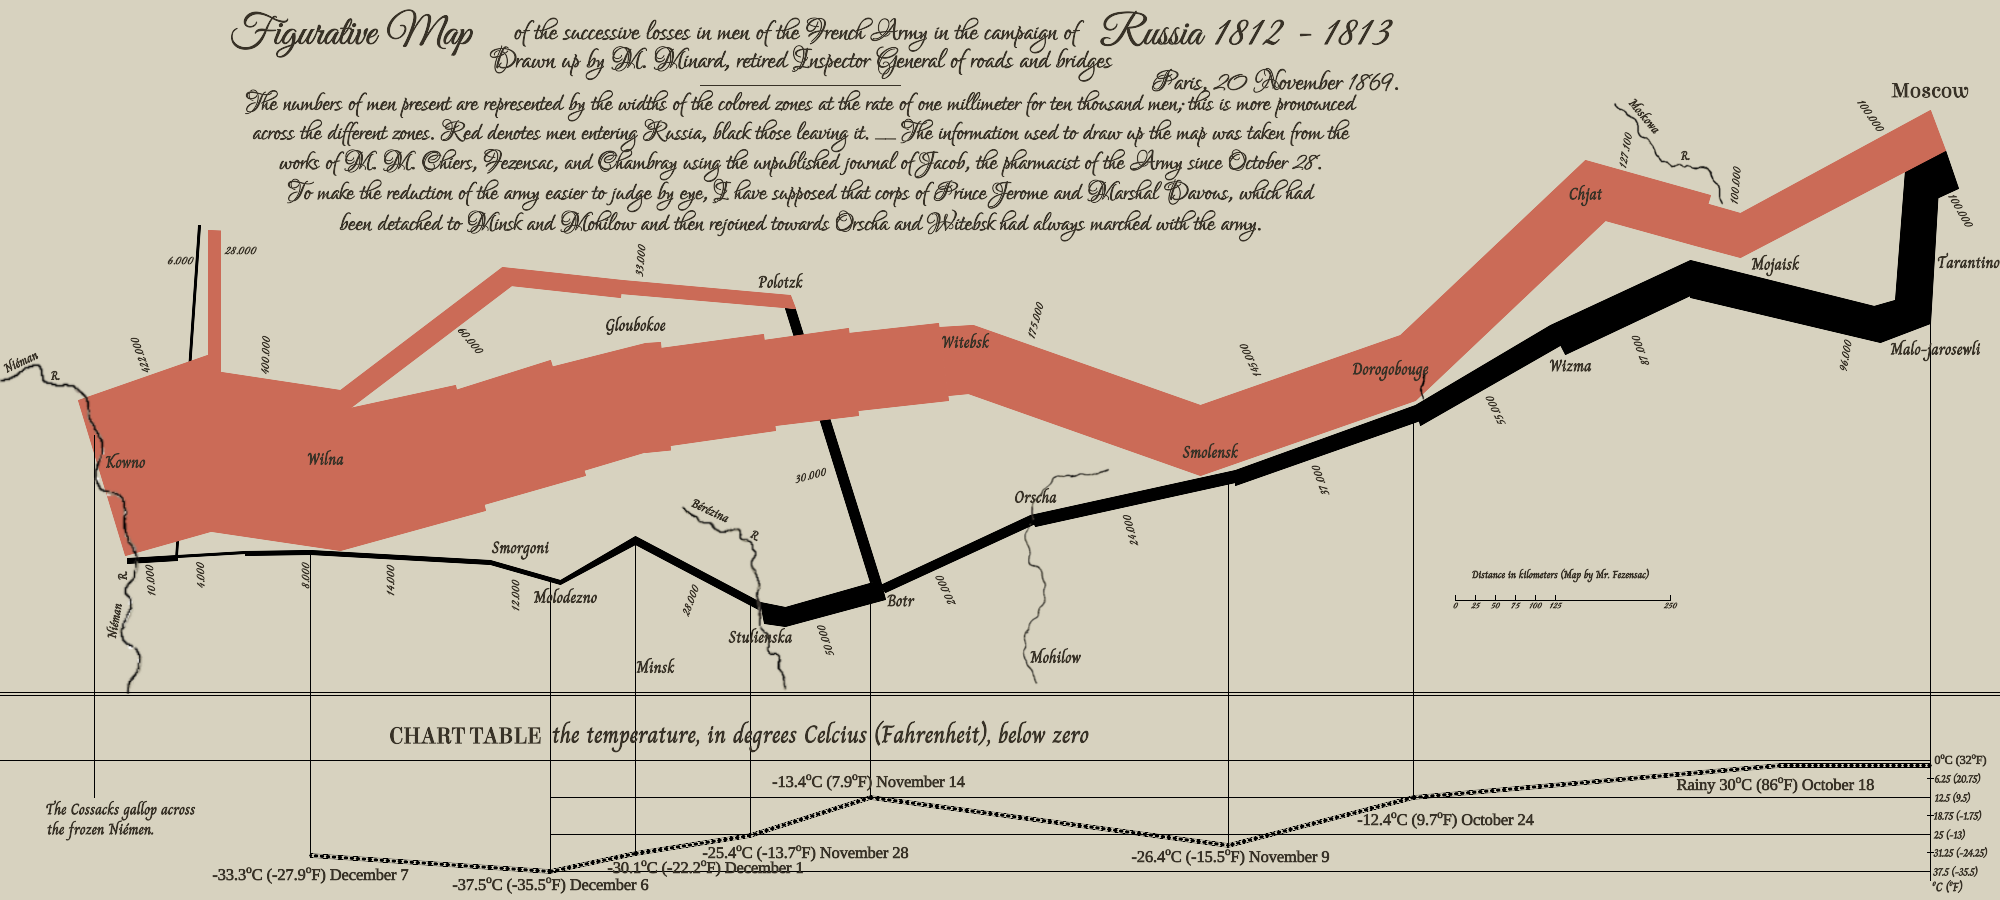 Figurative Map of the successive losses in men of the French Army in the campaign of Russia 1812 - 1813
Drawn up by M. Minard, retired Inspector General of roads and bridges
Paris, 20 November 1869.
The numbers of men present are represented by the widths of the colored zones at the rate of one millimeter for ten thousand men; this is more pronounced
across the different zones. Red denotes men entering Russia, black those leaving it. __ The information used to draw up the map was taken from the
works of M. M. Chiers, Fezensac, and Chambray using the unpublished journal of Jacob, the pharmacist of the Army since October 28.
To make the reduction of the army easier to judge by eye, I have supposed that corps of Prince Jerome and Marshal Davous, which had
been detached to Minsk and Mohilow and then rejoined towards Orscha and Witebsk had always marched with the army.
Moscow
100.000
Moskowa
R.
127.100
100.000
Chjat
100.000
Mojaisk
Tarantino
6.000
28.000
33.000
Polotzk
Gloubokoe
60.000
422.000
400.000
Niéman
R.
Witebsk
175.000
145.000
Dorogobouge
Wizma
87.000
96.000
Malo-jarosewli
55.000
Kowno
Wilna
Smolensk
37.000
30.000
Orscha
24.000
Bérézina
R.
Smorgoni
Molodezno
R.
Niéman
10.000
4.000
8.000
14.000
12.000
28.000
Stulienska
50.000
Botr
20.000
Minsk
Mohilow
Distance in kilometers (Map by Mr. Fezensac)
0 25 50 75 100 125 250
CHART TABLE the temperature, in degrees Celcius (Fahrenheit), below zero
0°C (32°F)
6.25 (20.75)
12.5 (9.5)
18.75 (-1.75)
25 (-13)
31.25 (-24.25)
37.5 (-35.5)
°C (°F)
Rainy 30°C (86°F) October 18
-13.4°C (7.9°F) November 14
-12.4°C (9.7°F) October 24
The Cossacks gallop across
the frozen Niémen.
-25.4°C (-13.7°F) November 28
-26.4°C (-15.5°F) November 9
-30.1°C (-22.2°F) December 1
-33.3°C (-27.9°F) December 7
-37.5°C (-35.5°F) December 6